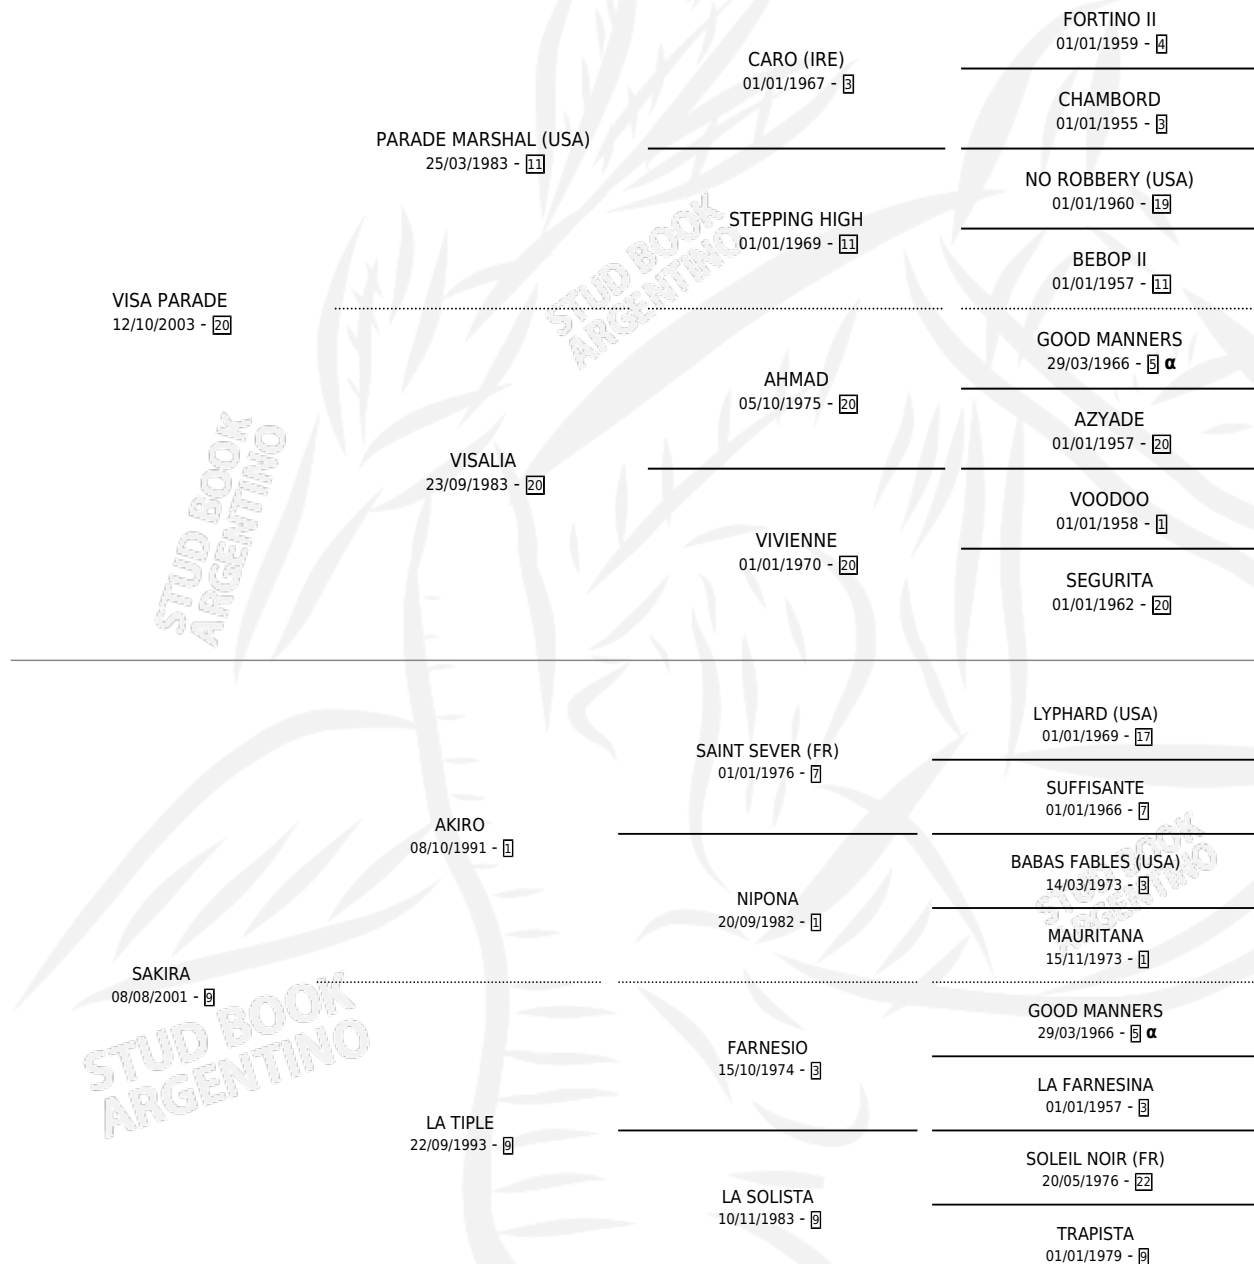 FORTINO II
01/01/1959 - 4
CARO (IRE)
01/01/1967 - 3
CHAMBORD
01/01/1955 - 3
PARADE MARSHAL (USA)
25/03/1983 - 11
NO ROBBERY (USA)
01/01/1960 - 19
STEPPING HIGH
01/01/1969 - 11
BEBOP II
01/01/1957 - 11
VISA PARADE
12/10/2003 - 20
GOOD MANNERS
29/03/1966 - 5 α
AHMAD
05/10/1975 - 20
AZYADE
01/01/1957 - 20
VISALIA
23/09/1983 - 20
VOODOO
01/01/1958 - 1
VIVIENNE
01/01/1970 - 20
SEGURITA
01/01/1962 - 20
LYPHARD (USA)
01/01/1969 - 17
SAINT SEVER (FR)
01/01/1976 - 7
SUFFISANTE
01/01/1966 - 7
AKIRO
08/10/1991 - 1
BABAS FABLES (USA)
14/03/1973 - 3
NIPONA
20/09/1982 - 1
MAURITANA
15/11/1973 - 1
SAKIRA
08/08/2001 - 9
GOOD MANNERS
29/03/1966 - 5 α
FARNESIO
15/10/1974 - 3
LA FARNESINA
01/01/1957 - 3
LA TIPLE
22/09/1993 - 9
SOLEIL NOIR (FR)
20/05/1976 - 22
LA SOLISTA
10/11/1983 - 9
TRAPISTA
01/01/1979 - 9
STUD BOOK
ARGENTINO
STUD BOOK
ARGENTINO
STUD BOOK
ARGENTINO
STUD BOOK
ARGENTINO